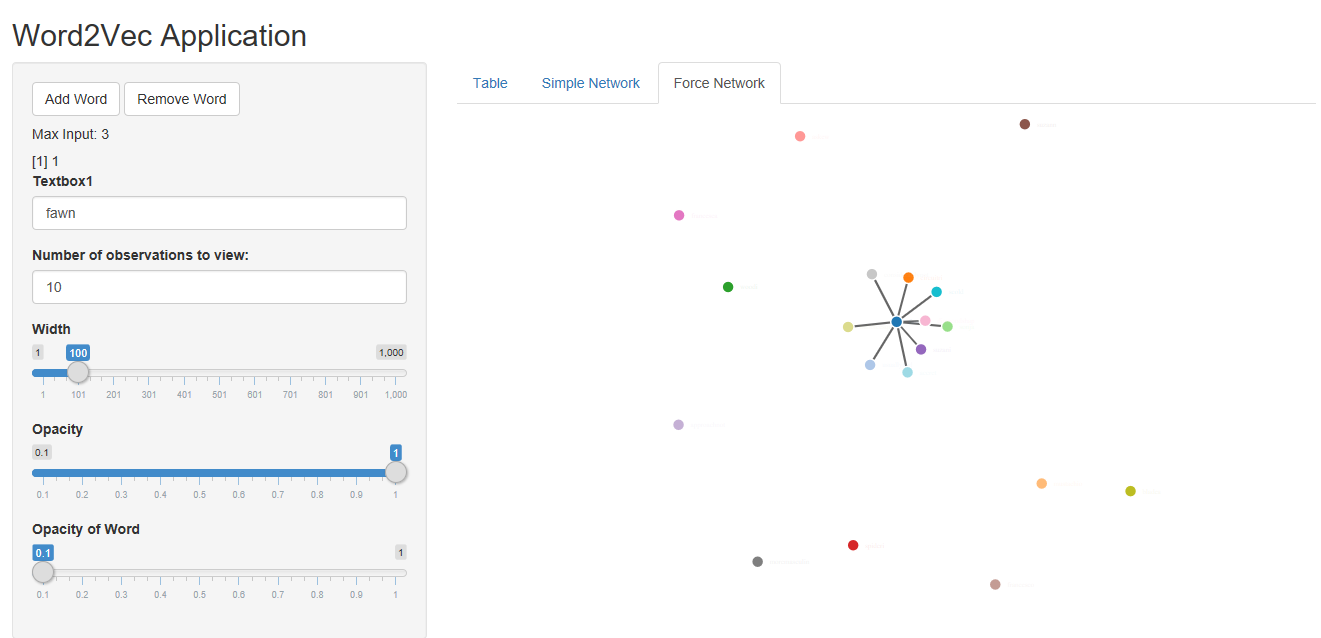 Word2Vec Application
Add Word Remove Word
Max Input: 3
[1] 1
Textbox1
fawn
Number of observations to view:
10
Width
1 100 1,000
1 101 201 301 401 501 601 701 801 901 1,000
Opacity
0.1 1
0.1 0.2 0.3 0.4 0.5 0.6 0.7 0.8 0.9 1
Opacity of Word
0.1 1
0.1 0.2 0.3 0.4 0.5 0.6 0.7 0.8 0.9 1
Table Simple Network Force Network